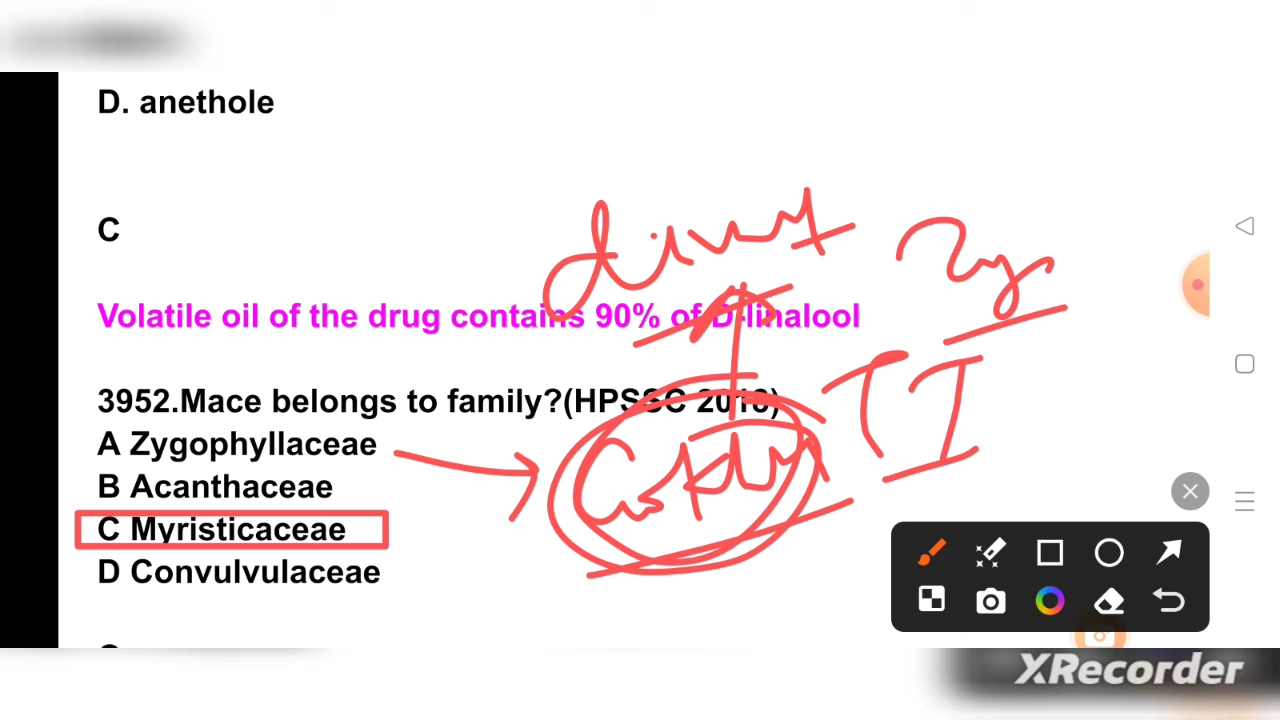 D. anethole
C
Volatile oil of the drug contains 90% of D-linalool
3952.Mace belongs to family?(HPSSC 2018)
A Zygophyllaceae
B Acanthaceae
C Myristicaceae
D Convulvulaceae
XRecorder